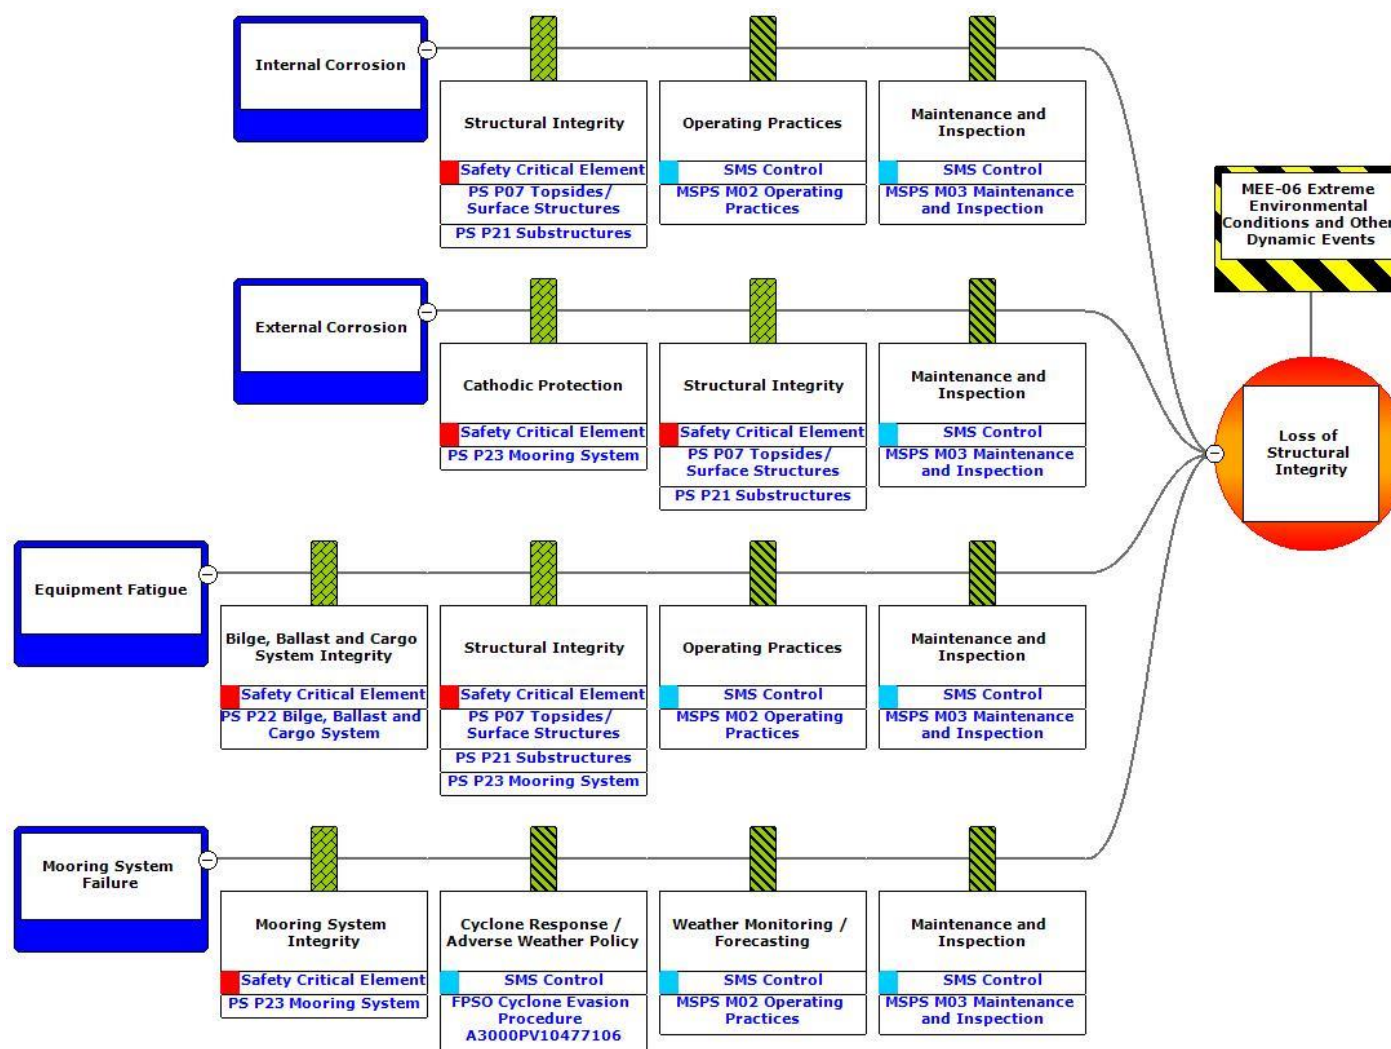 Internal Corrosion
Structural Integrity
Safety Critical Element
PS P07 Topsides/
Surface Structures
PS P21 Substructures
Operating Practices
SMS Control
MSPS M02 Operating
Practices
Maintenance and
Inspection
SMS Control
MSPS M03 Maintenance
and Inspection
MEE-06 Extreme
Environmental
Conditions and Other
Dynamic Events
External Corrosion
Cathodic Protection
Safety Critical Element
PS P23 Mooring System
Structural Integrity
Safety Critical Element
PS P07 Topsides/
Surface Structures
PS P21 Substructures
Maintenance and
Inspection
SMS Control
MSPS M03 Maintenance
and Inspection
Loss of
Structural
Integrity
Equipment Fatigue
Bilge, Ballast and Cargo
System Integrity
Safety Critical Element
PS P22 Bilge, Ballast and
Cargo System
Structural Integrity
Safety Critical Element
PS P07 Topsides/
Surface Structures
PS P21 Substructures
PS P23 Mooring System
Operating Practices
SMS Control
MSPS M02 Operating
Practices
Maintenance and
Inspection
SMS Control
MSPS M03 Maintenance
and Inspection
Mooring System
Failure
Mooring System
Integrity
Safety Critical Element
PS P23 Mooring System
Cyclone Response /
Adverse Weather Policy
SMS Control
FPSO Cyclone Evasion
Procedure
A3000PV10477106
Weather Monitoring /
Forecasting
SMS Control
MSPS M02 Operating
Practices
Maintenance and
Inspection
SMS Control
MSPS M03 Maintenance
and Inspection